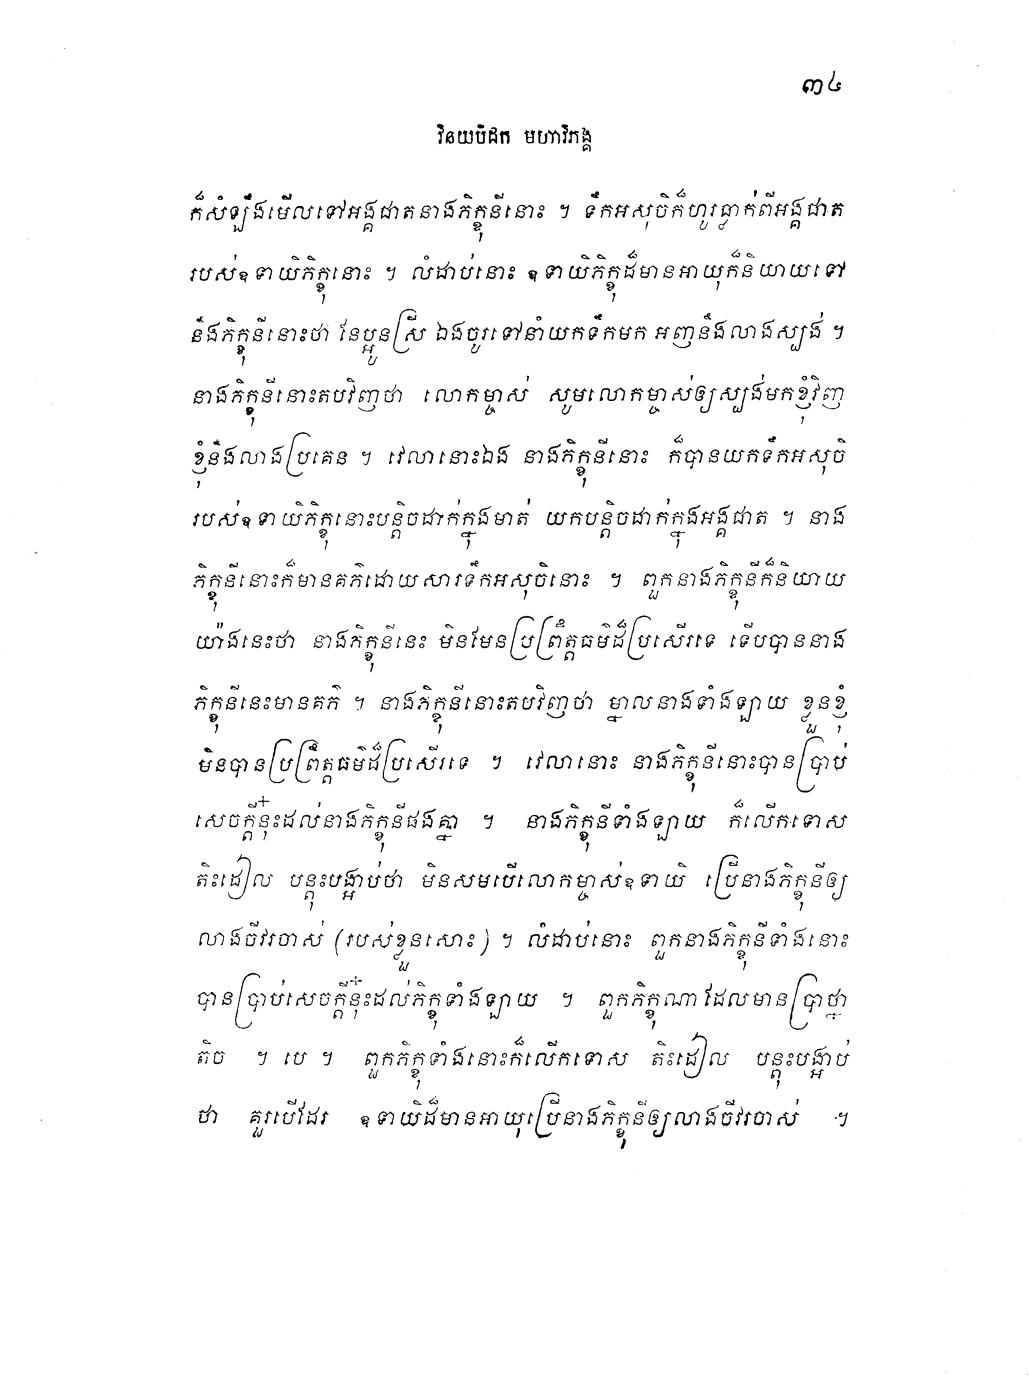 ៣៤
វិនយបិដក មហាវិភង្គ
ក៏សំឡឹងមើលទៅអង្គជាតនាងភិក្ខុនីនោះ ។ ទឹកអសុចិក៏ហូរធ្លាក់ពីអង្គជាត
របស់ឧទាយិភិក្ខុនោះ ។ លំដាប់នោះ ឧទាយិភិក្ខុដ៏មានអាយុក៏និយាយទៅ
នឹងភិក្ខុនីនោះថា នែប្អូនស្រី ឯងចូរទៅនាំយកទឹកមក អញនឹងលាងស្បង់ ។
នាងភិក្ខុនីនោះតបវិញថា លោកម្ចាស់ សូមលោកម្ចាស់ឲ្យស្បង់មកខ្ញុំវិញ
ខ្ញុំនឹងលាងប្រគេន ។ វេលានោះឯង នាងភិក្ខុនីនោះ ក៏បានយកទឹកអសុចិ
របស់ឧទាយិភិក្ខុនោះបន្តិចដាក់ក្នុងមាត់ យកបន្តិចដាក់ក្នុងអង្គជាត ។ នាង
ភិក្ខុនីនោះក៏មានគភ៌ដោយសារទឹកអសុចិនោះ ។ ពួកនាងភិក្ខុនីក៏និយាយ
យ៉ាងនេះថា នាងភិក្ខុនីនេះ មិនមែនប្រព្រឹត្តធម៌ដ៏ប្រសើរទេ ទើបបាននាង
ភិក្ខុនីនេះមានគភ៌ ។ នាងភិក្ខុនីនោះតបវិញថា ម្នាលនាងទាំងឡាយ ខ្លួនខ្ញុំ
មិនបានប្រព្រឹត្តធម៌ដ៏ប្រសើរទេ ។ វេលានោះ នាងភិក្ខុនីនោះបានប្រាប់
សេចក្តីនុ៎ះដល់នាងភិក្ខុនីផងគ្នា ។ នាងភិក្ខុនីទាំងឡាយ ក៏លើកទោស
តិះដៀល បន្តុះបង្អាប់ថា មិនសមបើលោកម្ចាស់ឧទាយិ ប្រើនាងភិក្ខុនីឲ្យ
លាងចីវរចាស់ (របស់ខ្លួនសោះ) ។ លំដាប់នោះ ពួកនាងភិក្ខុនីទាំងនោះ
បានប្រាប់សេចក្តីនុ៎ះដល់ភិក្ខុទាំងឡាយ ។ ពួកភិក្ខុណាដែលមានប្រាថ្នា
តិច ។ បេ ។ ពួកភិក្ខុទាំងនោះក៏លើកទោស តិះដៀល បន្តុះបង្អាប់
ថា គួរបើដែរ ឧទាយិដ៏មានអាយុប្រើនាងភិក្ខុនីឲ្យលាងចីវរចាស់ ។